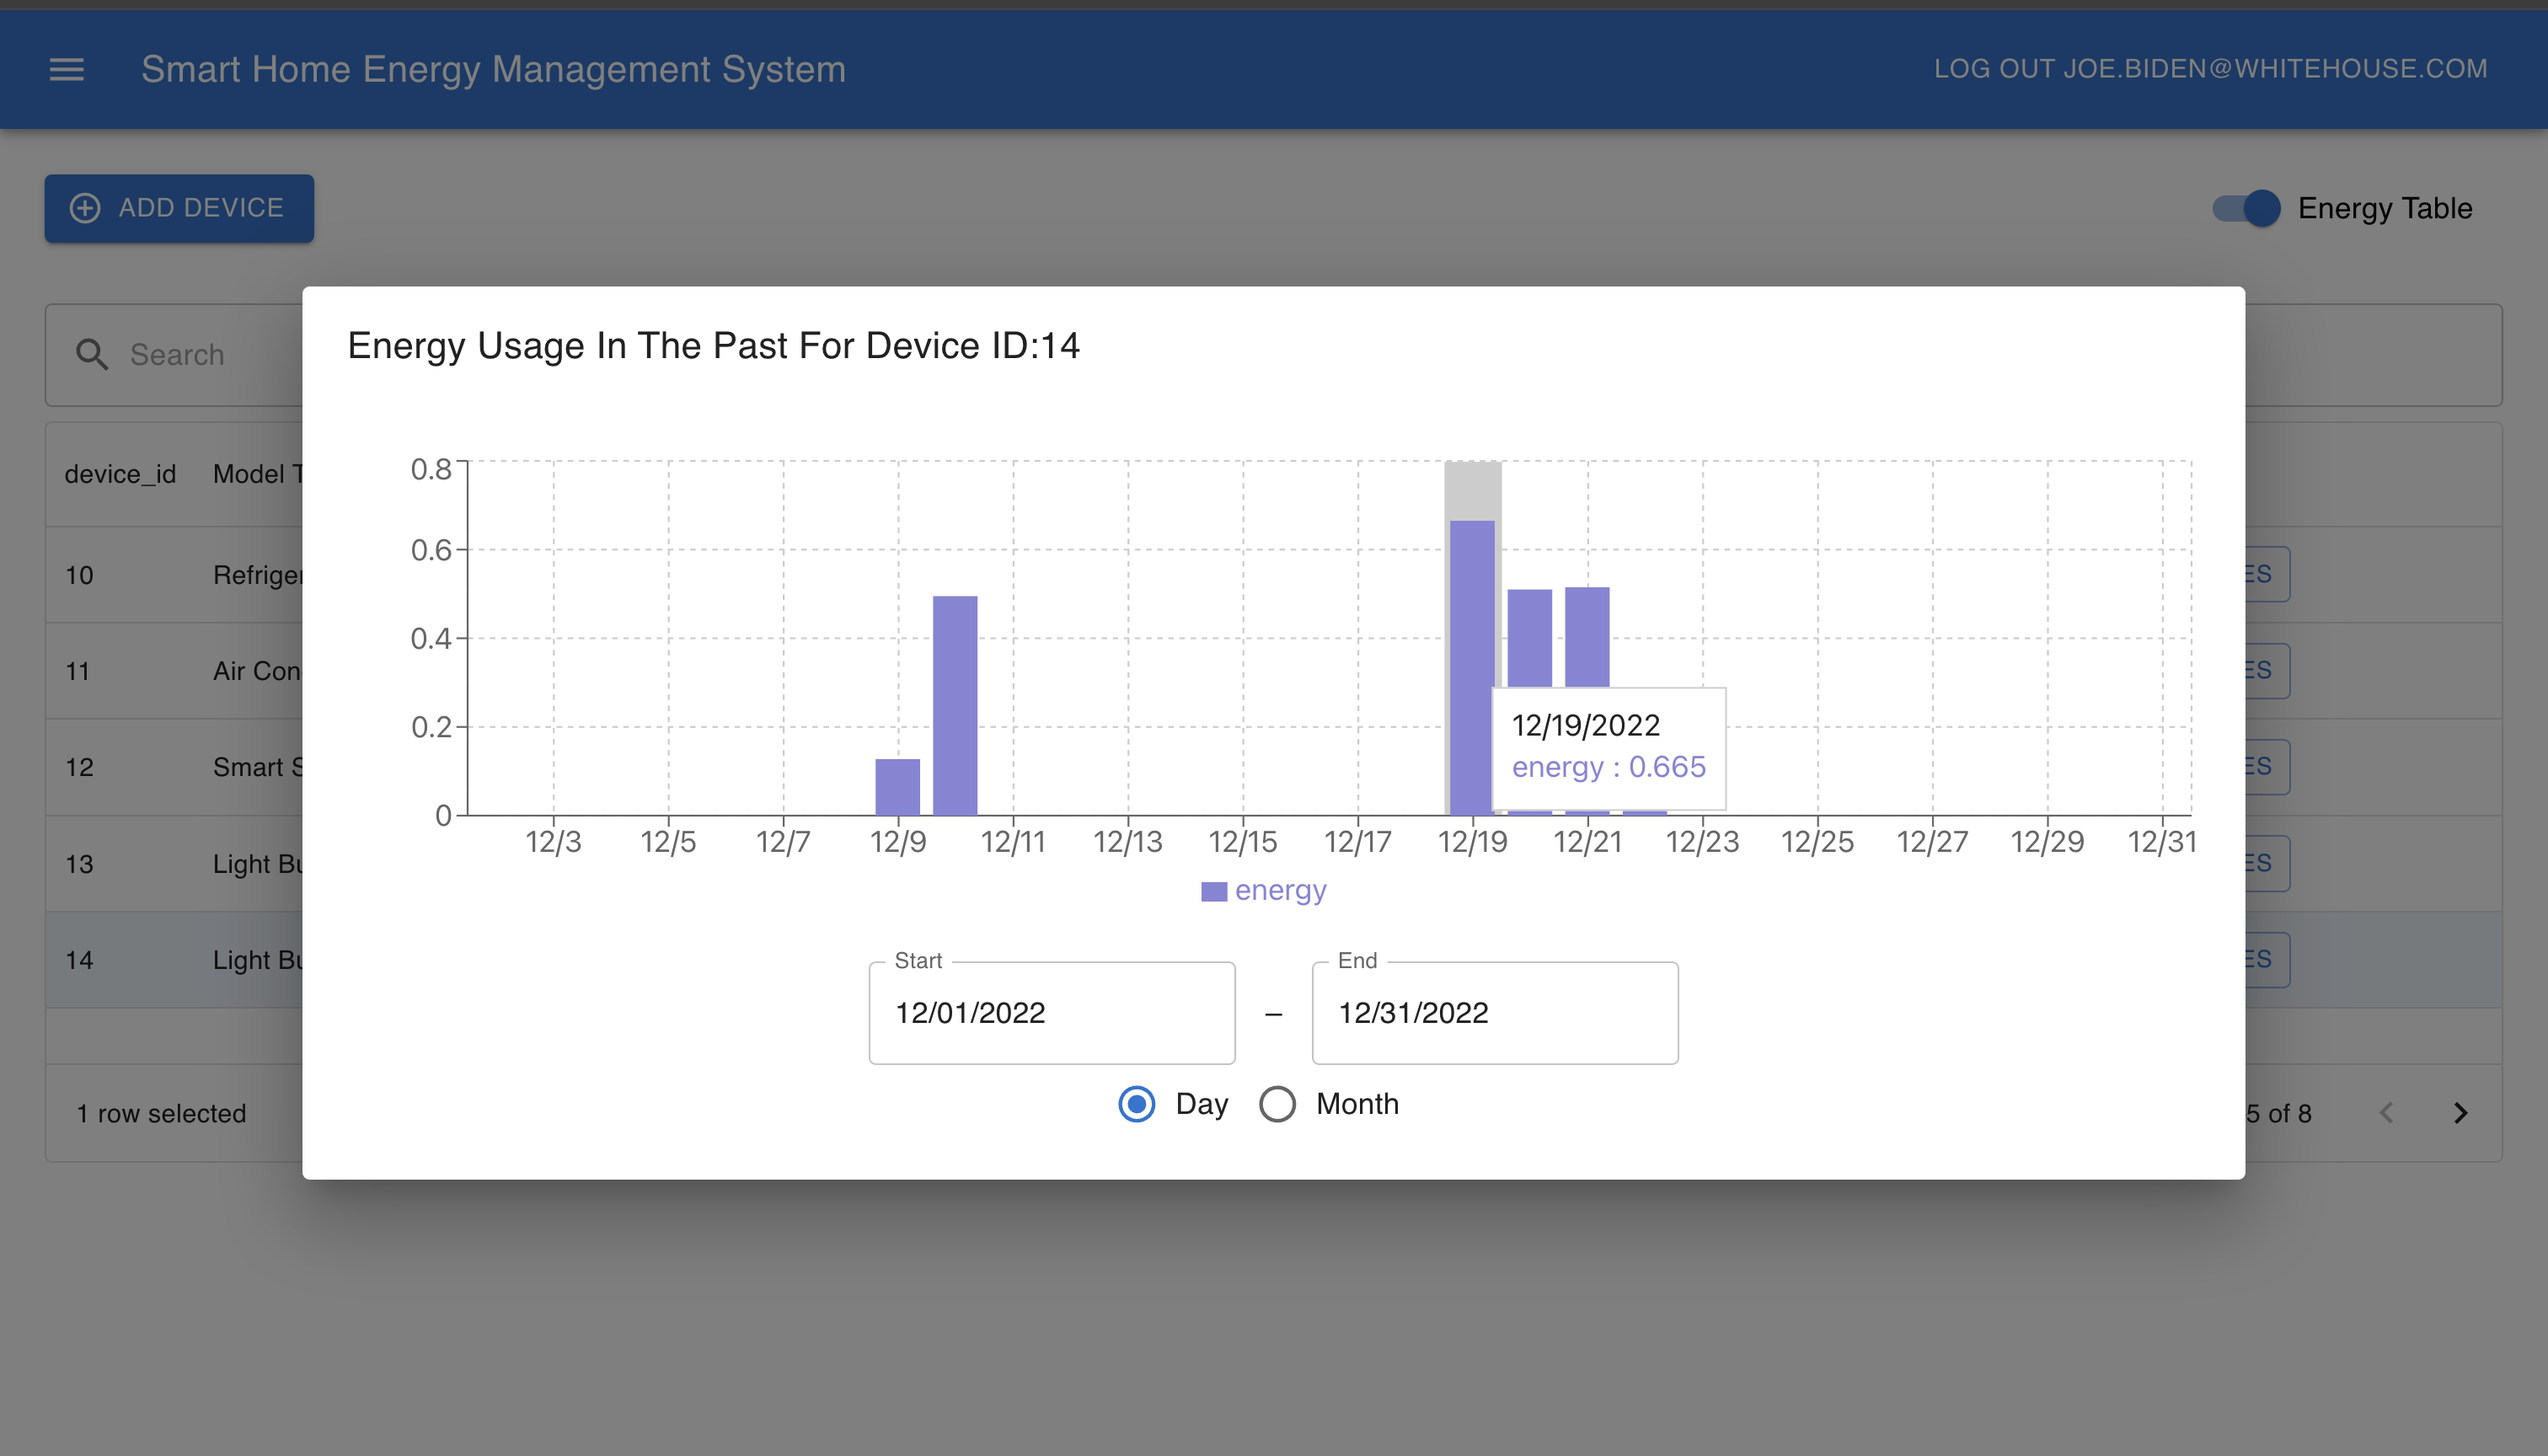 Smart Home Energy Management System
LOG OUT JOE.BIDEN@WHITEHOUSE.COM
ADD DEVICE
Energy Table
Search
Energy Usage In The Past For Device ID:14
device_id Model T
10 Refriger ES
11 Air Con ES
12 Smart S ES
13 Light Bu ES
14 Light Bu ES
0.8
0.6
0.4
0.2
0
12/19/2022
energy : 0.665
12/3 12/5 12/7 12/9 12/11 12/13 12/15 12/17 12/19 12/21 12/23 12/25 12/27 12/29 12/31
energy
Start End
12/01/2022 – 12/31/2022
Day Month
1 row selected
5 of 8